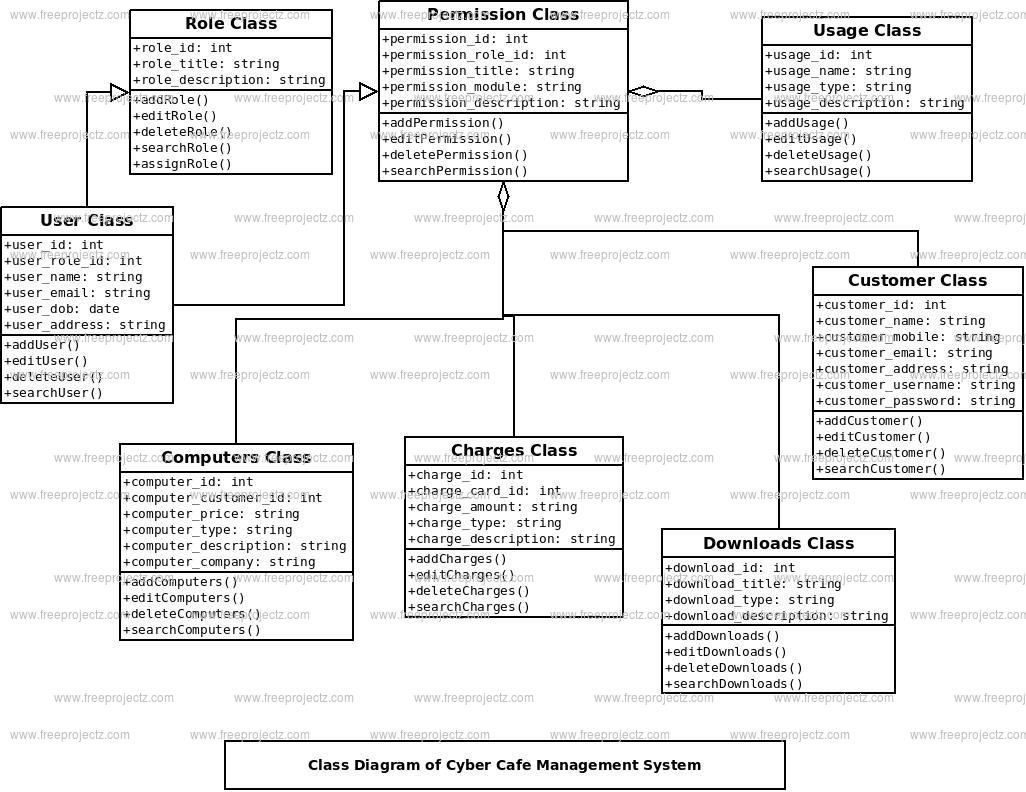 Role Class
+role_id: int
+role_title: string
+role_description: string
+addRole()
+editRole()
+deleteRole()
+searchRole()
+assignRole()
Permission Class
+permission_id: int
+permission_role_id: int
+permission_title: string
+permission_module: string
+permission_description: string
+addPermission()
+editPermission()
+deletePermission()
+searchPermission()
Usage Class
+usage_id: int
+usage_name: string
+usage_type: string
+usage_description: string
+addUsage()
+editUsage()
+deleteUsage()
+searchUsage()
User Class
+user_id: int
+user_role_id: int
+user_name: string
+user_email: string
+user_dob: date
+user_address: string
+addUser()
+editUser()
+deleteUser()
+searchUser()
Customer Class
+customer_id: int
+customer_name: string
+customer_mobile: string
+customer_email: string
+customer_address: string
+customer_username: string
+customer_password: string
+addCustomer()
+editCustomer()
+deleteCustomer()
+searchCustomer()
Computers Class
+computer_id: int
+computer_customer_id: int
+computer_price: string
+computer_type: string
+computer_description: string
+computer_company: string
+addComputers()
+editComputers()
+deleteComputers()
+searchComputers()
Charges Class
+charge_id: int
+charge_card_id: int
+charge_amount: string
+charge_type: string
+charge_description: string
+addCharges()
+editCharges()
+deleteCharges()
+searchCharges()
Downloads Class
+download_id: int
+download_title: string
+download_type: string
+download_description: string
+addDownloads()
+editDownloads()
+deleteDownloads()
+searchDownloads()
Class Diagram of Cyber Cafe Management System
www.freeprojectz.com